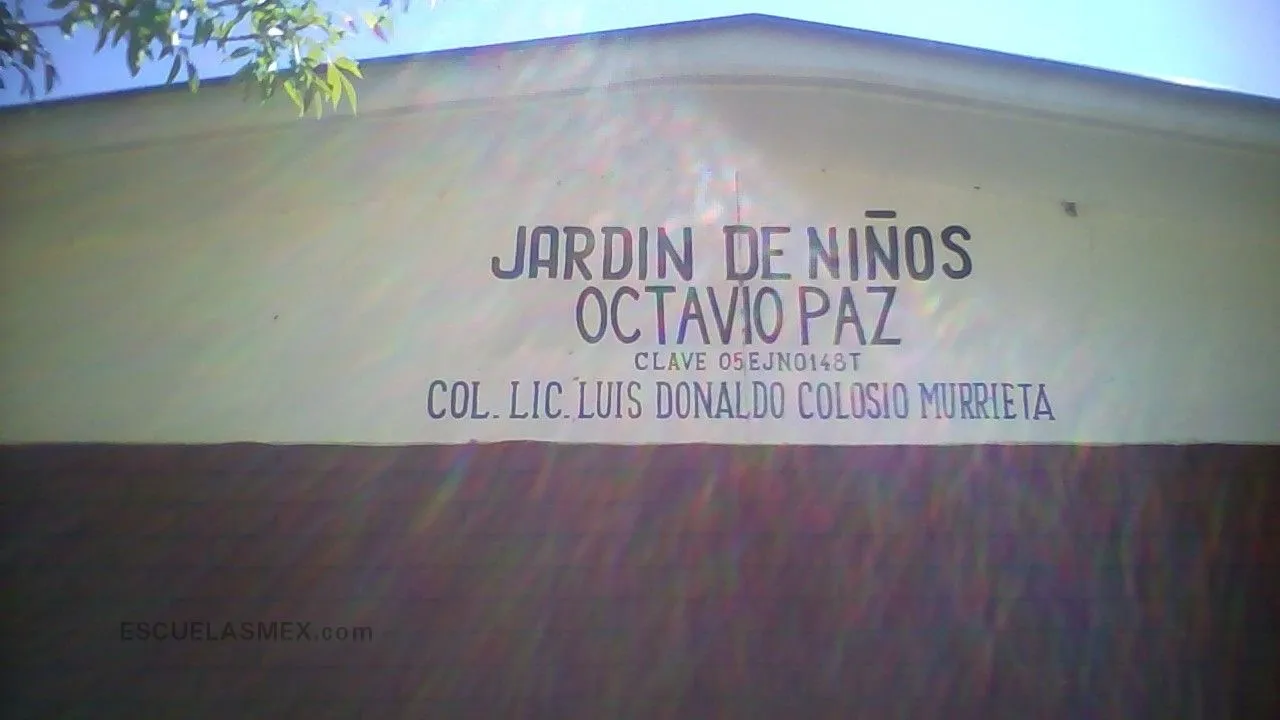 JARDIN DE NIÑOS
OCTAVIO PAZ
CLAVE 05EJN0148T
COL. LIC. LUIS DONALDO COLOSIO MURRIETA
ESCUELASMEX.com